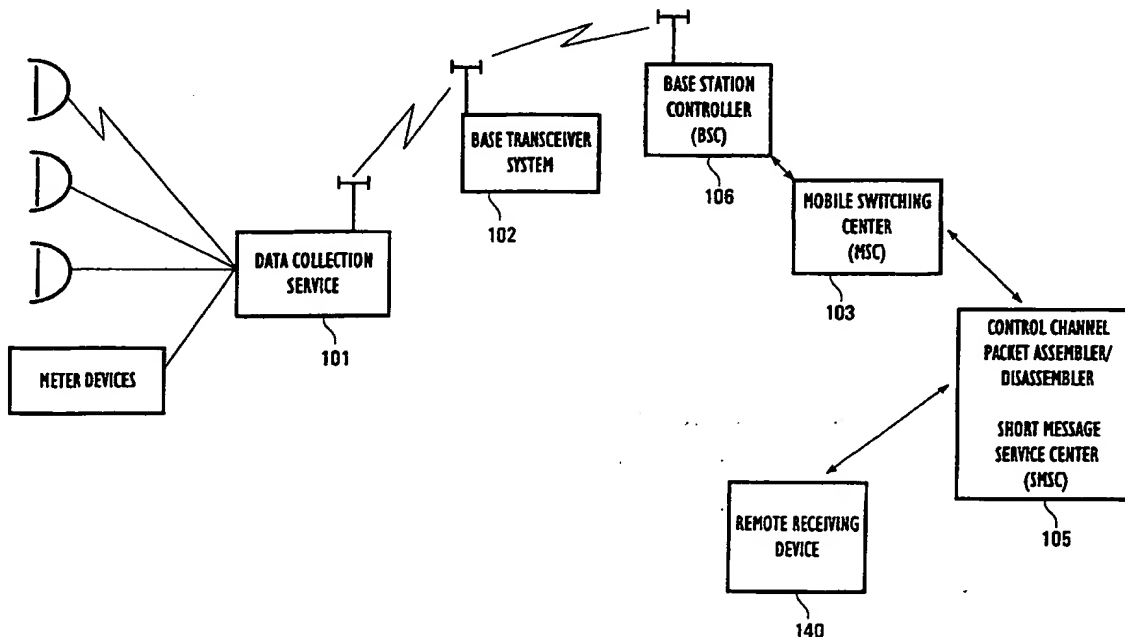 BASE STATION
CONTROLLER
(BSC)
106
BASE TRANSCEIVER
SYSTEM
102
MOBILE SWITCHING
CENTER
(MSC)
103
DATA COLLECTION
SERVICE
101
METER DEVICES
CONTROL CHANNEL
PACKET ASSEMBLER/
DISASSEMBLER
SHORT MESSAGE
SERVICE CENTER
(SMSC)
105
REMOTE RECEIVING
DEVICE
140